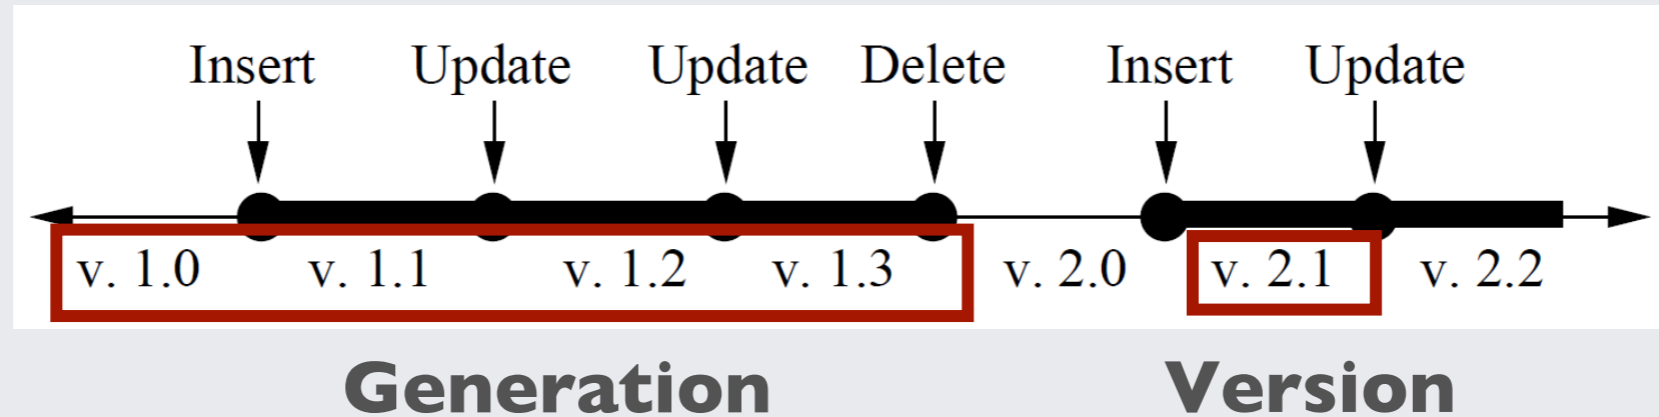 Insert Update Update Delete Insert Update
v. 1.0 v. 1.1 v. 1.2 v. 1.3 v. 2.0 v. 2.1 v. 2.2
Generation Version